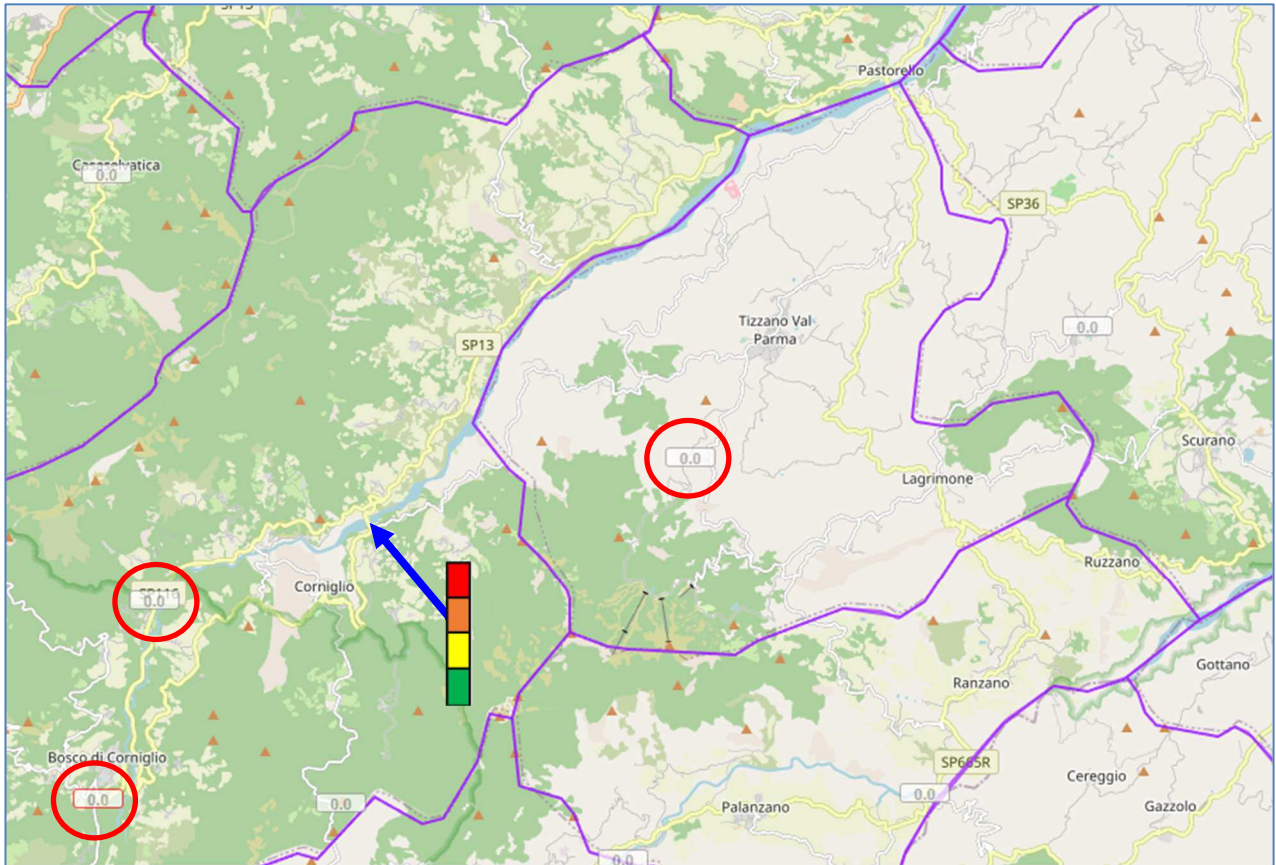 SP15
Pastorello
Casaselvatica
0.0
SP36
Tizzano Val
Parma
0.0
SP13
Scurano
0.0
Lagrimone
Ruzzano
Corniglio
0.0
Gottano
Ranzano
Bosco di Corniglio
SP665R
Cereggio
0.0
0.0
0.0
Palanzano
Gazzolo
0.0